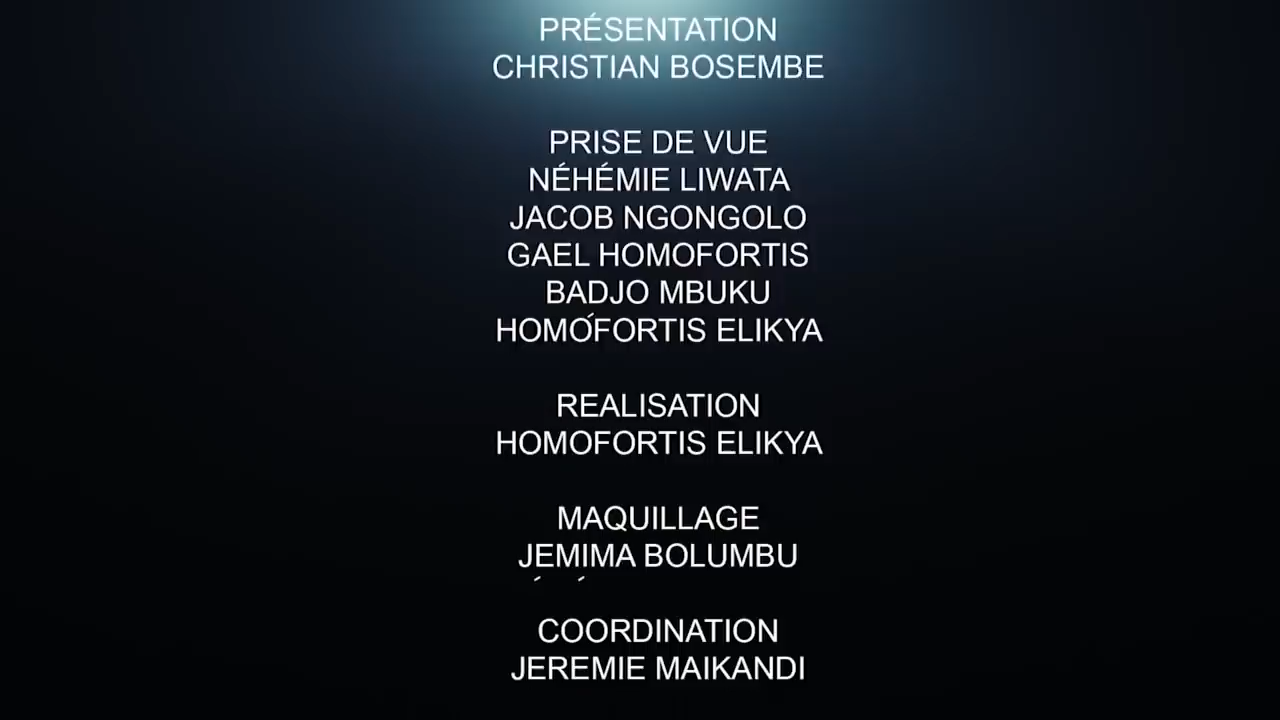 PRÉSENTATION
CHRISTIAN BOSEMBE
PRISE DE VUE
NÉHÉMIE LIWATA
JACOB NGONGOLO
GAEL HOMOFORTIS
BADJO MBUKU
HOMOFORTIS ELIKYA
REALISATION
HOMOFORTIS ELIKYA
MAQUILLAGE
JEMIMA BOLUMBU
COORDINATION
JEREMIE MAIKANDI